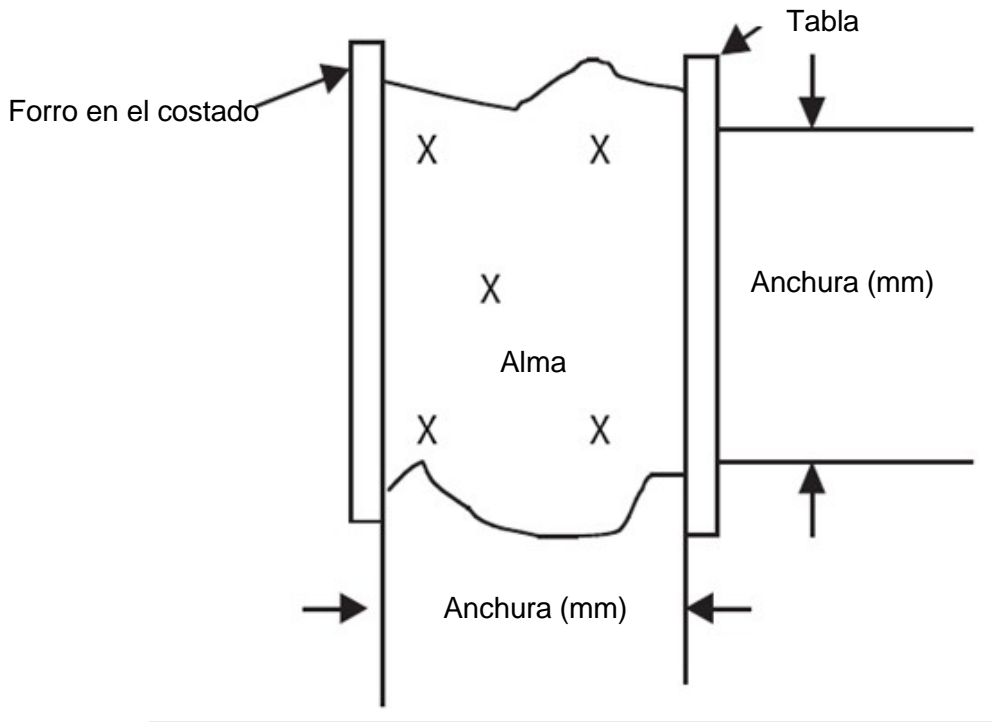 Tabla
Forro en el costado
X X
X
Anchura (mm)
Alma
X X
Anchura (mm)